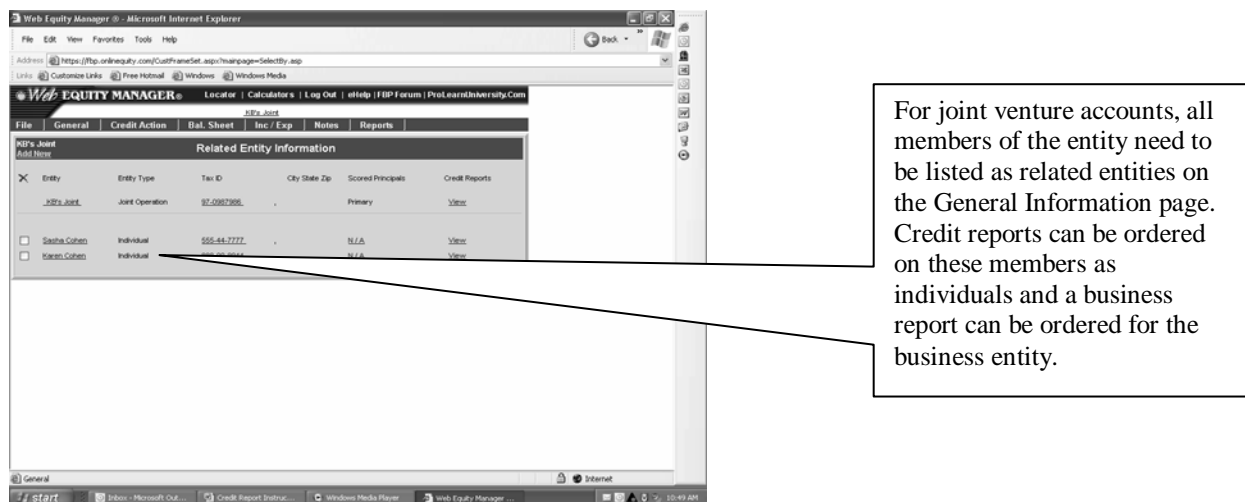 Web Equity Manager ® - Microsoft Internet Explorer
File Edit View Favorites Tools Help
Back
Address https://fbp.onlinequity.com/CustFrameSet.aspx?mainpage=SelectBy.asp
Links Customize Links Free Hotmail Windows Windows Media
Web EQUITY MANAGER® Locator | Calculators | Log Out | eHelp | FBP Forum | ProLearnUniversity.Com
KB's Joint
File | General | Credit Action | Bal. Sheet | Inc / Exp | Notes | Reports |
KB's Joint
Add New
Related Entity Information
Entity Entity Type Tax ID City State Zip Scored Principals Credit Reports
KB's Joint Joint Operation 97-0987986 , Primary View
Sasha Cohen Individual 555-44-7777 , N/A View
Karen Cohen Individual N/A View
For joint venture accounts, all
members of the entity need to
be listed as related entities on
the General Information page.
Credit reports can be ordered
on these members as
individuals and a business
report can be ordered for the
business entity.
General Internet
start Inbox - Microsoft Out... Credit Report Instruc... Windows Media Player Web Equity Manager ... 10:49 AM